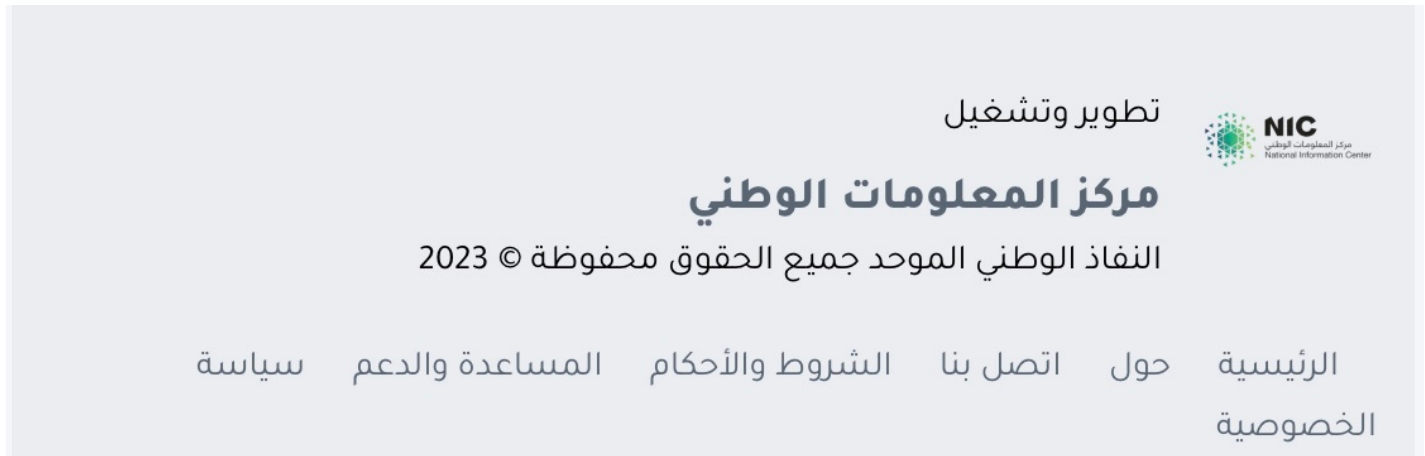 NIC
مركز المعلومات الوطني
National Information Center
تطوير وتشغيل
مركز المعلومات الوطني
النفاذ الوطني الموحد جميع الحقوق محفوظة © 2023
الرئيسية حول اتصل بنا الشروط والأحكام المساعدة والدعم سياسة
الخصوصية